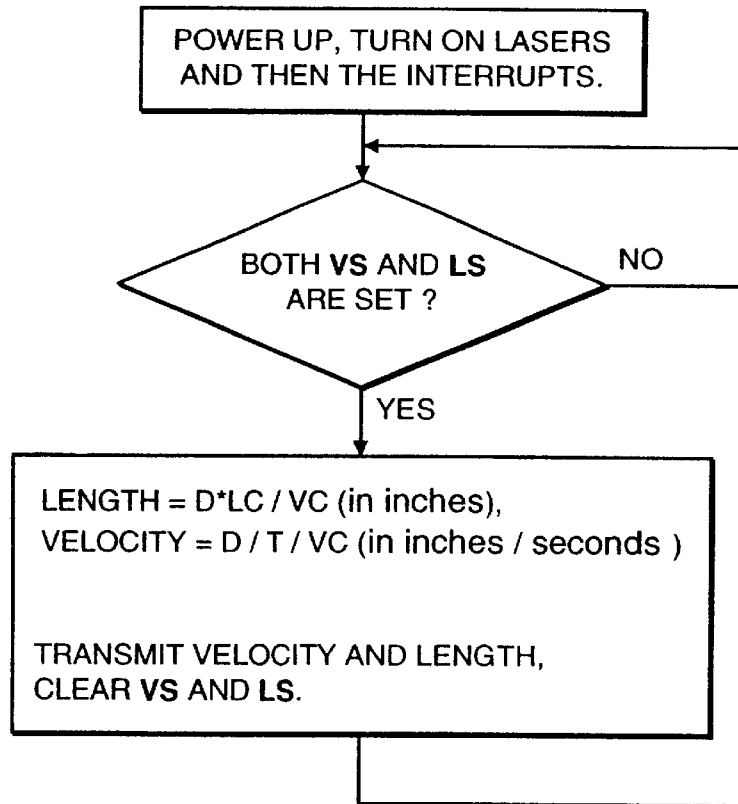 POWER UP, TURN ON LASERS
AND THEN THE INTERRUPTS.
BOTH VS AND LS
ARE SET ?
NO
YES
LENGTH = D*LC / VC (in inches),
VELOCITY = D / T / VC (in inches / seconds )
TRANSMIT VELOCITY AND LENGTH,
CLEAR VS AND LS.